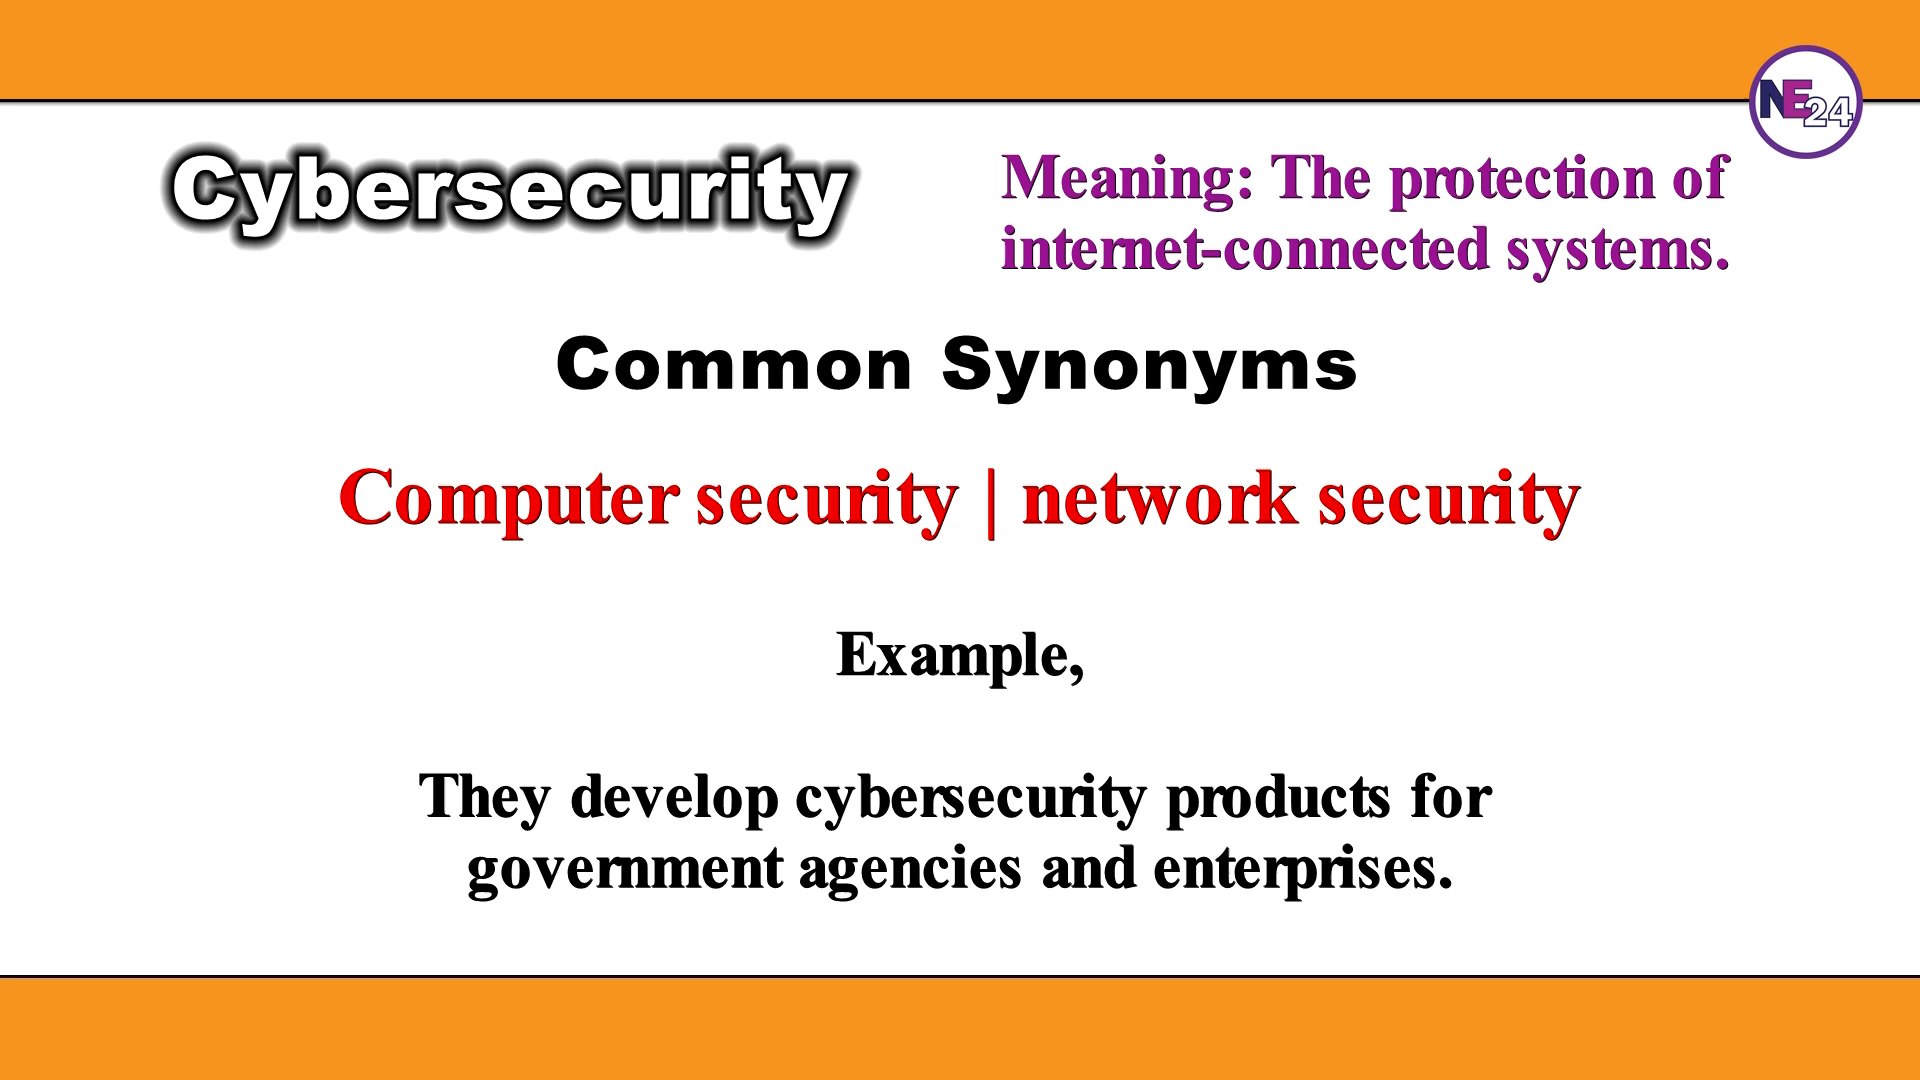 NE24
Cybersecurity
Meaning: The protection of
internet-connected systems.
Common Synonyms
Computer security | network security
Example,
They develop cybersecurity products for
government agencies and enterprises.